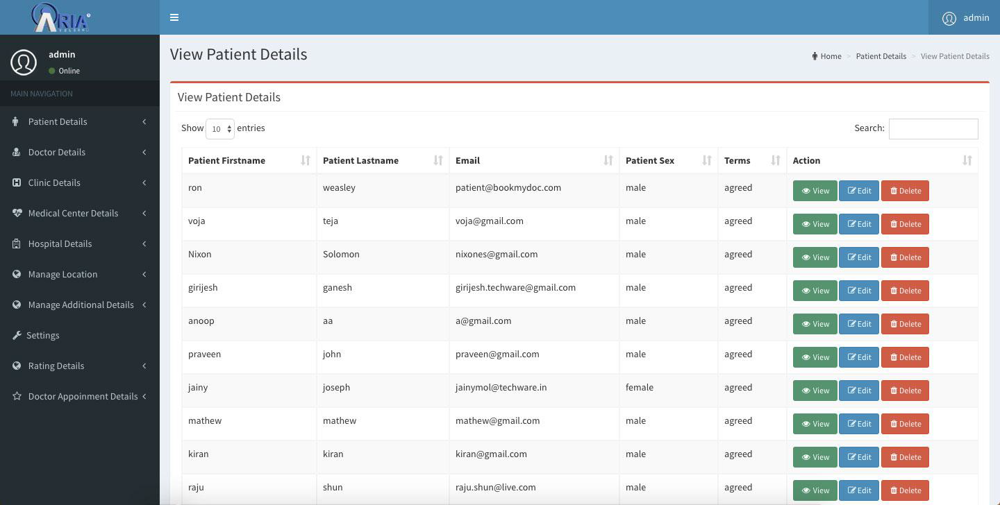 ARIA
admin
View Patient Details
Home > Patient Details > View Patient Details
admin
Online
MAIN NAVIGATION
Patient Details
Doctor Details
Clinic Details
Medical Center Details
Hospital Details
Manage Location
Manage Additional Details
Settings
Rating Details
Doctor Appoinment Details
View Patient Details
Show 10 entries Search:
Patient Firstname Patient Lastname Email Patient Sex Terms Action
ron weasley patient@bookmydoc.com male agreed View Edit Delete
voja teja voja@gmail.com male agreed View Edit Delete
Nixon Solomon nixones@gmail.com male agreed View Edit Delete
girijesh ganesh girijesh.techware@gmail.com male agreed View Edit Delete
anoop aa a@gmail.com male agreed View Edit Delete
praveen john praveen@gmail.com male agreed View Edit Delete
jainy joseph jainymol@techware.in female agreed View Edit Delete
mathew mathew mathew@gmail.com male agreed View Edit Delete
kiran kiran kiran@gmail.com male agreed View Edit Delete
raju shun raju.shun@live.com male agreed View Edit Delete